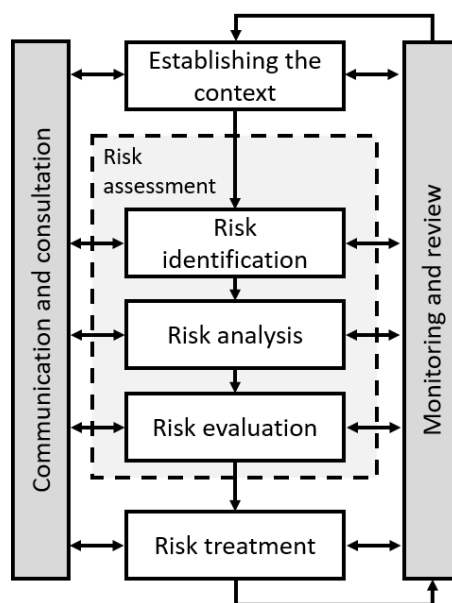 Establishing the
context
Risk
assessment
Risk
identification
Risk analysis
Risk evaluation
Risk treatment
Communication and consultation
Monitoring and review